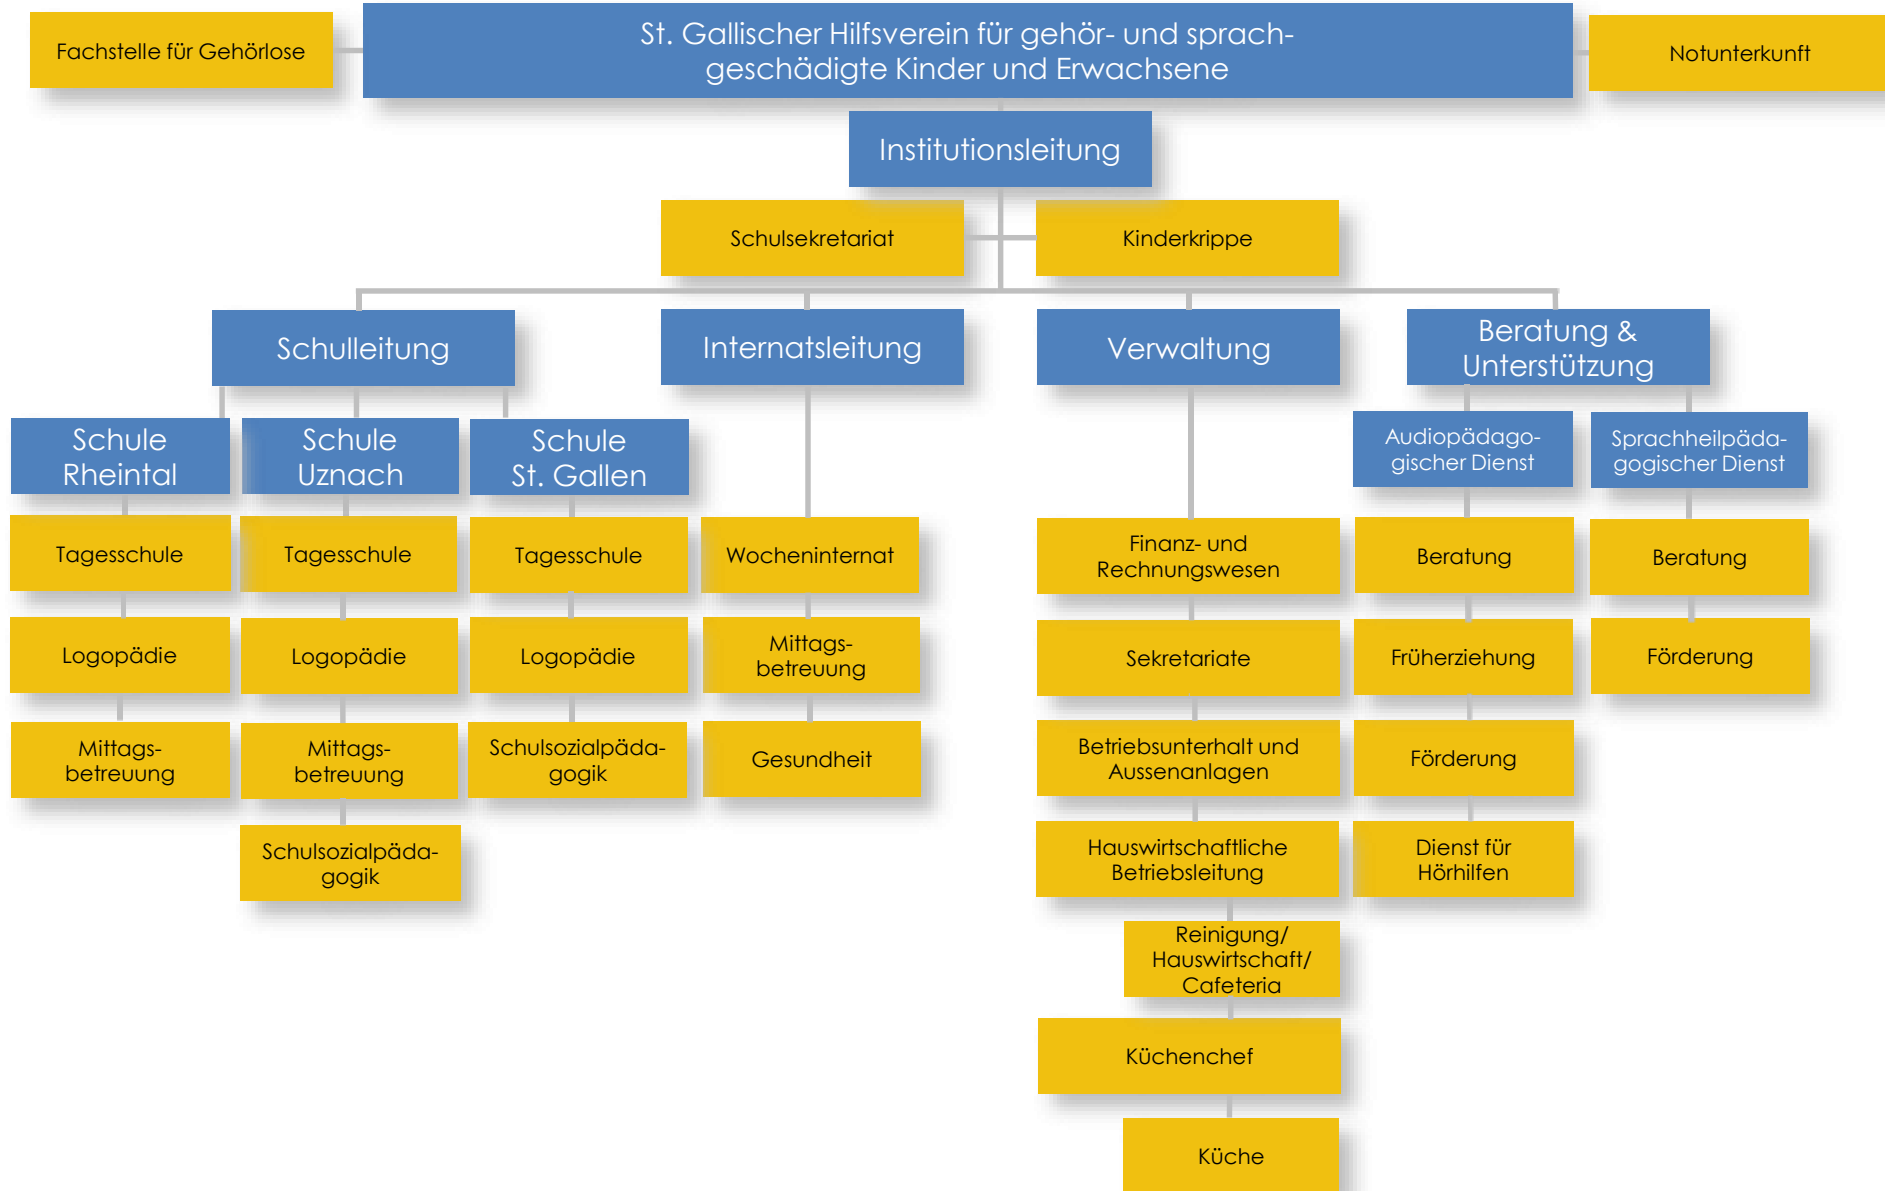 Fachstelle für Gehörlose
St. Gallischer Hilfsverein für gehör- und sprach-
geschädigte Kinder und Erwachsene
Notunterkunft
Institutionsleitung
Schulsekretariat
Kinderkrippe
Schulleitung
Internatsleitung
Verwaltung
Beratung &
Unterstützung
Schule
Rheintal
Schule
Uznach
Schule
St. Gallen
Audiopädago-
gischer Dienst
Sprachheilpäda-
gogischer Dienst
Tagesschule
Tagesschule
Tagesschule
Wocheninternat
Finanz- und
Rechnungswesen
Beratung
Beratung
Logopädie
Logopädie
Logopädie
Mittags-
betreuung
Sekretariate
Früherziehung
Förderung
Mittags-
betreuung
Mittags-
betreuung
Schulsozialpäda-
gogik
Gesundheit
Betriebsunterhalt und
Aussenanlagen
Förderung
Schulsozialpäda-
gogik
Hauswirtschaftliche
Betriebsleitung
Dienst für
Hörhilfen
Reinigung/
Hauswirtschaft/
Cafeteria
Küchenchef
Küche